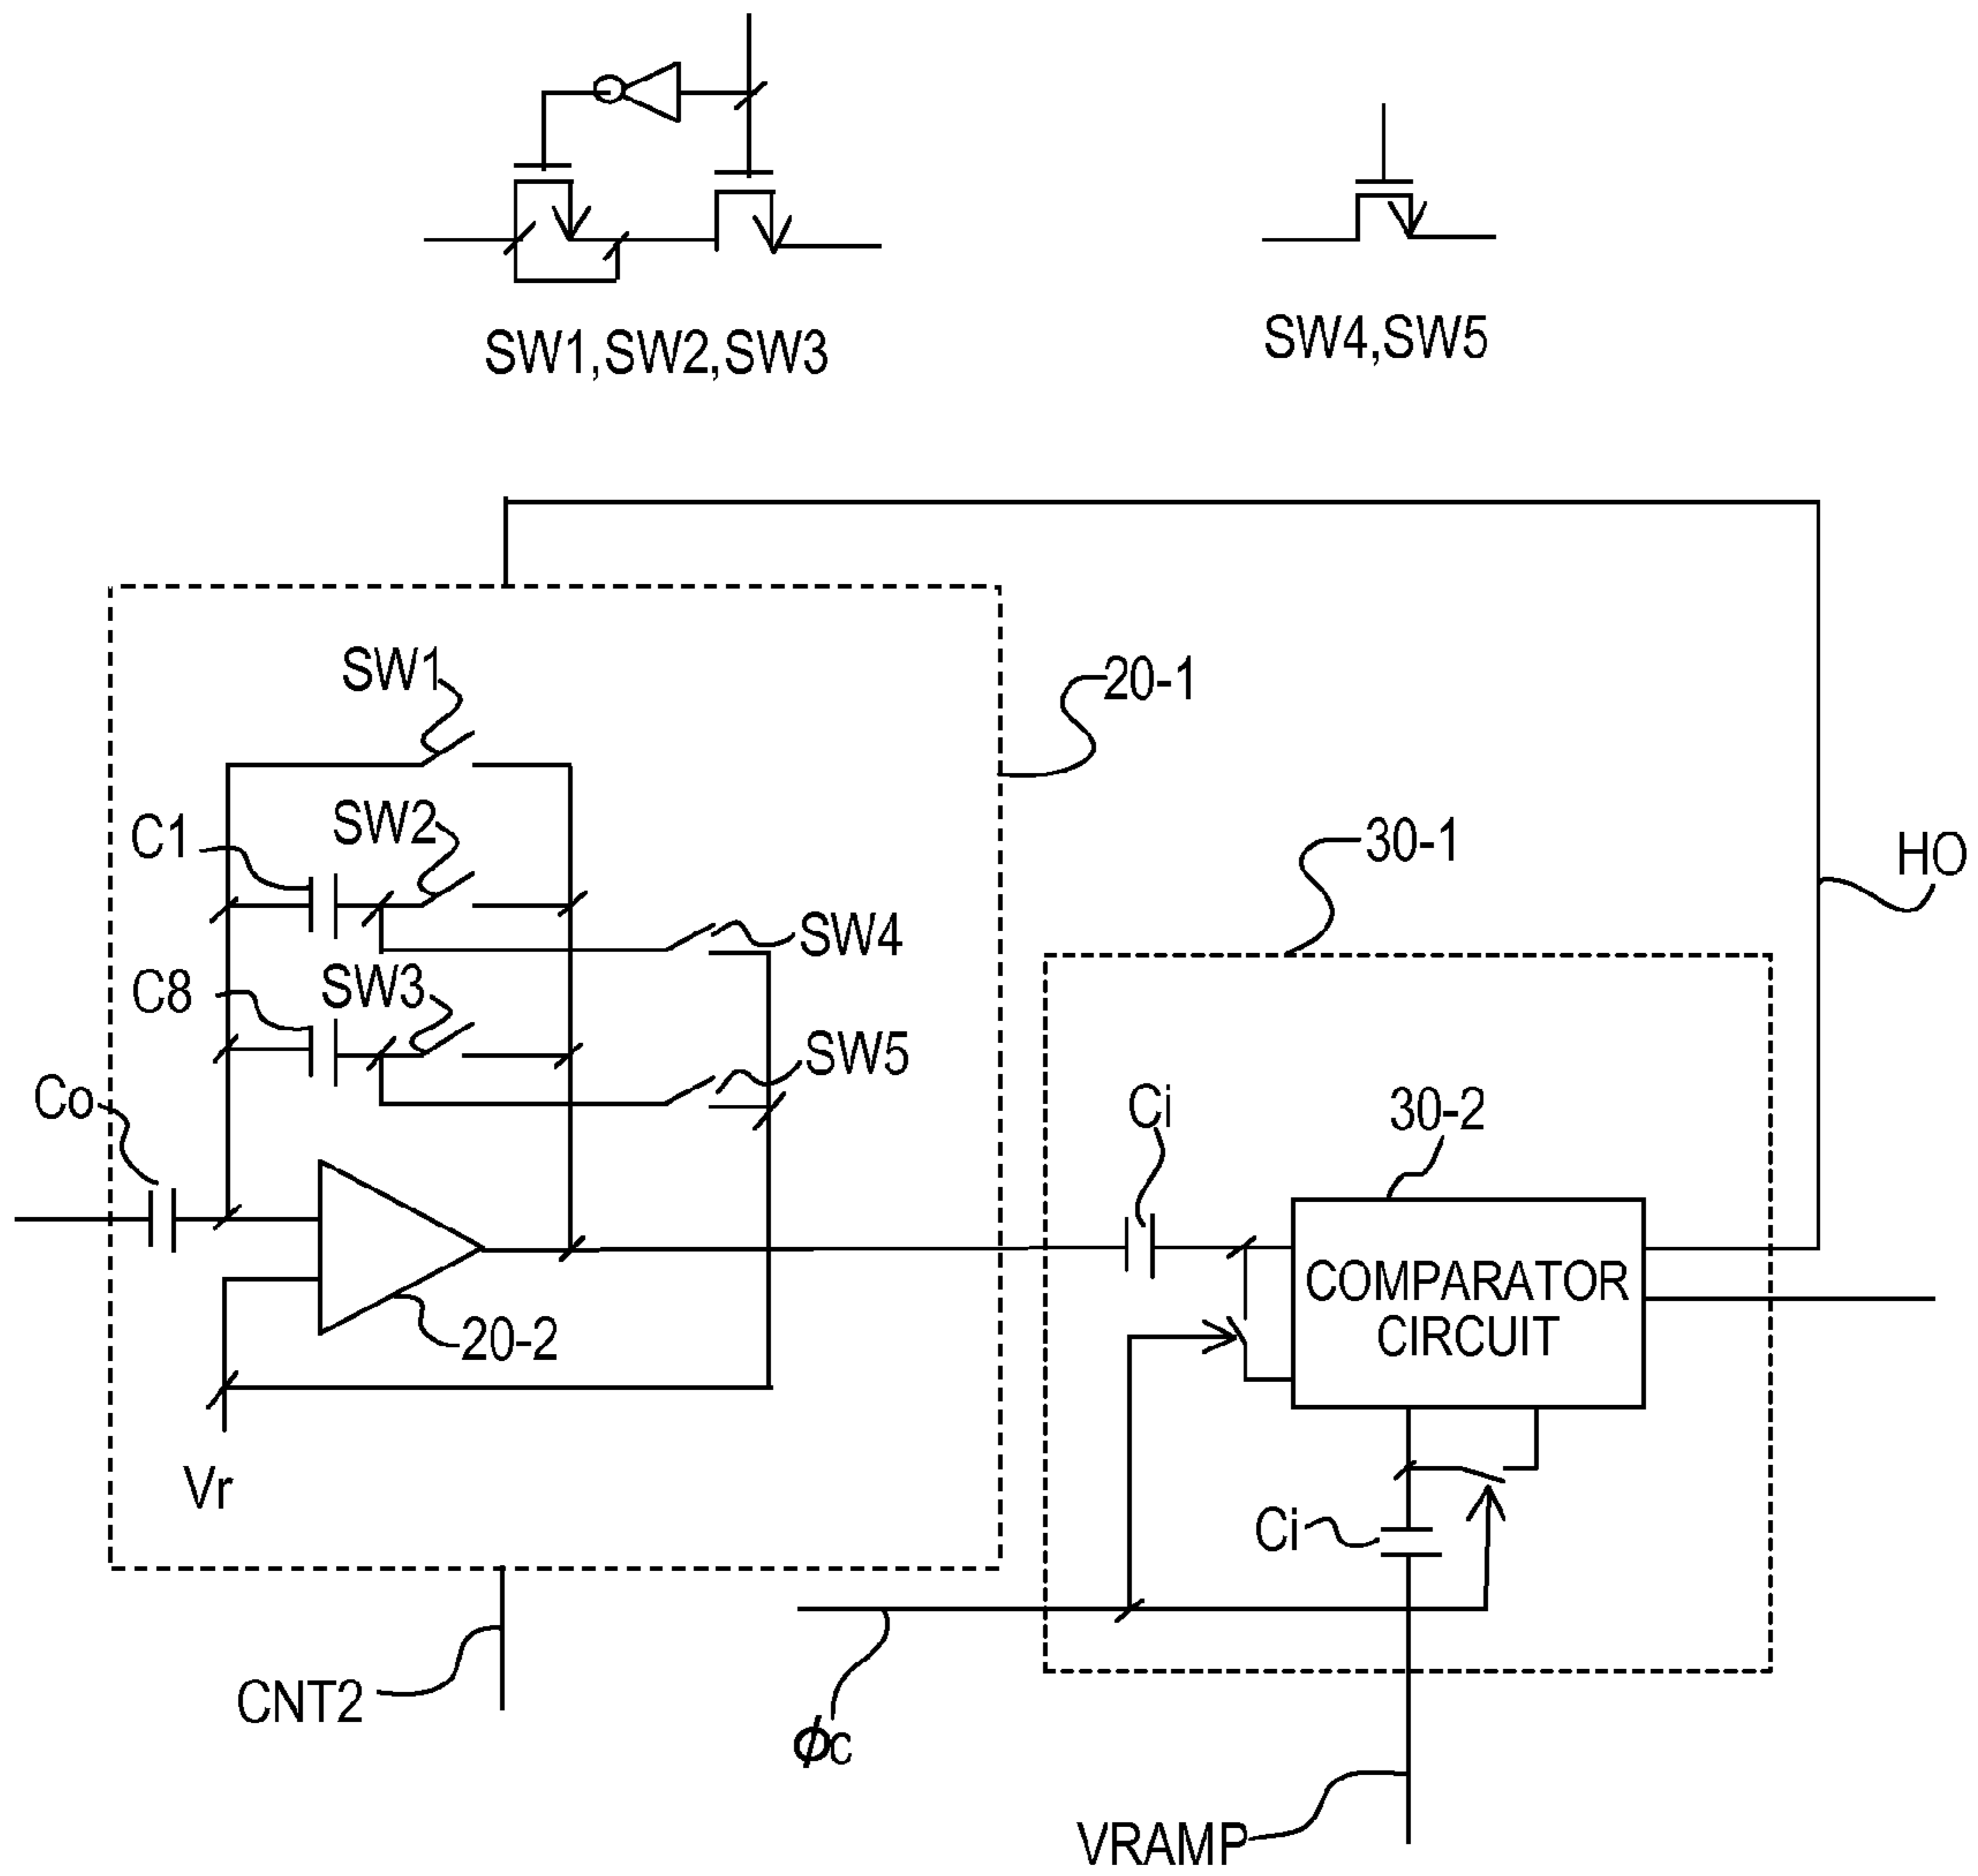 SW1,SW2,SW3
SW4,SW5
SW1
20-1
SW2
C1
30-1
HO
SW4
SW3
C8
SW5
Co
Ci
30-2
COMPARATOR
CIRCUIT
20-2
Vr
Ci
CNT2
ϕc
VRAMP